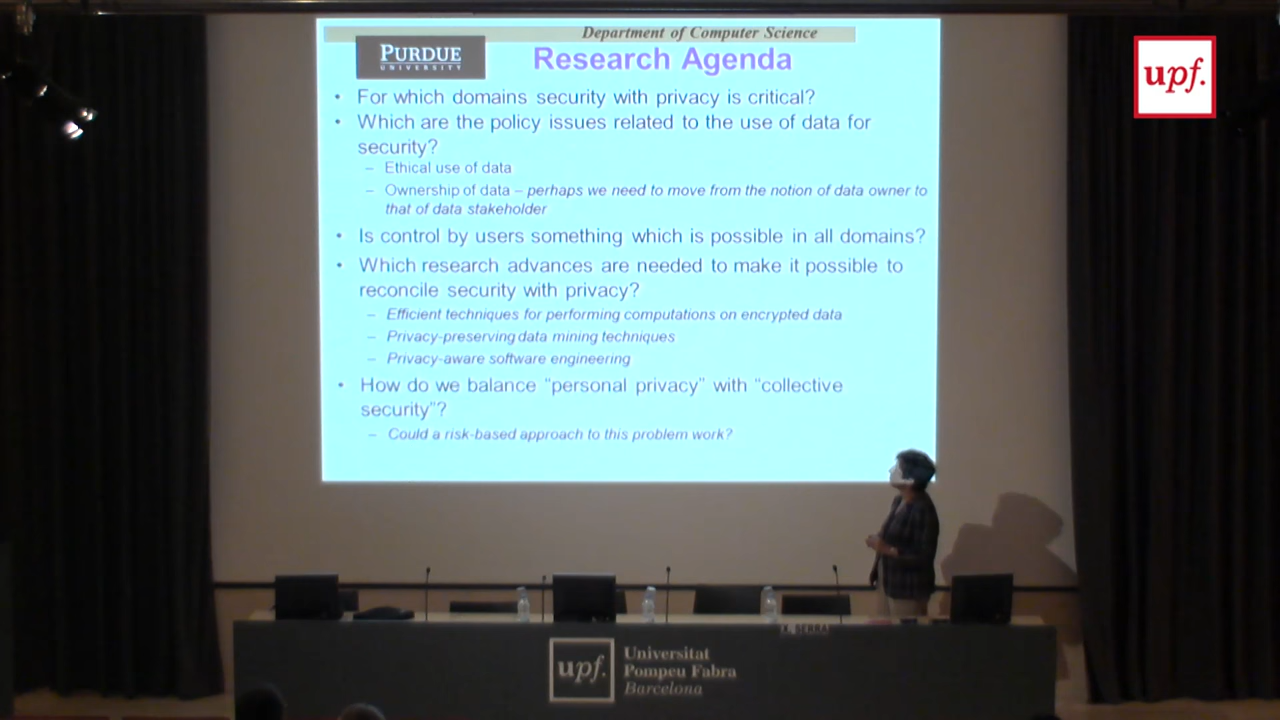 Department of Computer Science
PURDUE
UNIVERSITY
Research Agenda
upf.
• For which domains security with privacy is critical?
• Which are the policy issues related to the use of data for
security?
– Ethical use of data
– Ownership of data – perhaps we need to move from the notion of data owner to
that of data stakeholder
• Is control by users something which is possible in all domains?
• Which research advances are needed to make it possible to
reconcile security with privacy?
– Efficient techniques for performing computations on encrypted data
– Privacy-preserving data mining techniques
– Privacy-aware software engineering
• How do we balance "personal privacy" with "collective
security"?
– Could a risk-based approach to this problem work?
X. SERRA
upf.
Universitat
Pompeu Fabra
Barcelona